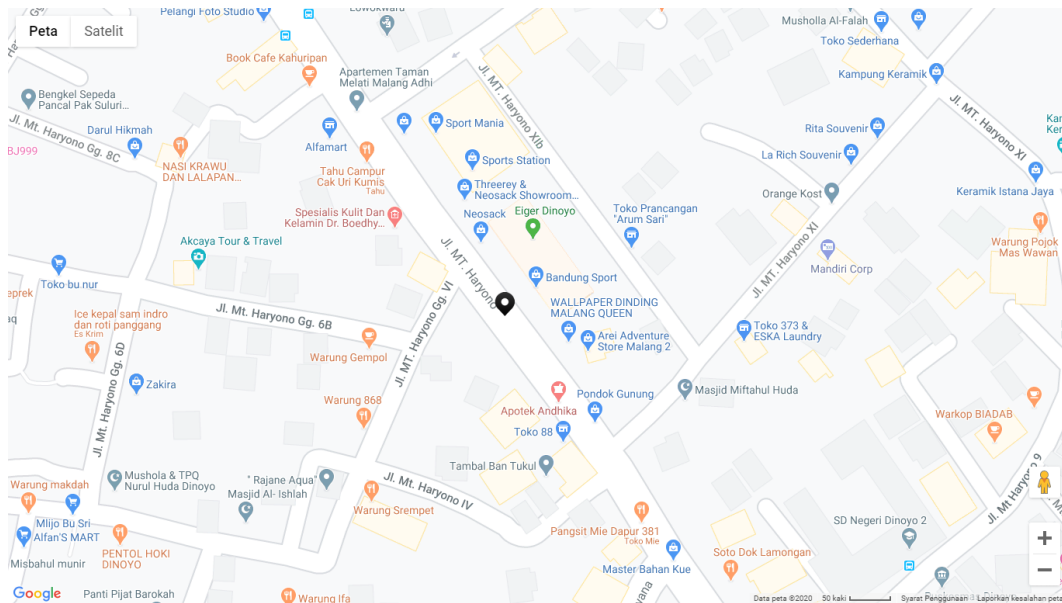 Peta
Satelit
Pelangi Foto Studio
Lowokwaru
Musholla Al-Falah
Toko Sederhana
Book Cafe Kahuripan
Apartemen Taman
Melati Malang Adhi
Kampung Keramik
Bengkel Sepeda
Pancal Pak Suluri...
Jl. MT. Haryono XIb
Jl. MT. Haryono XI
Jl. Mt. Haryono Gg. 8C
Darul Hikmah
Alfamart
Sport Mania
Rita Souvenir
BJ999
NASI KRAWU
DAN LALAPAN...
Tahu Campur
Cak Uri Kumis
Tahu
Sports Station
La Rich Souvenir
Threerey &
Neosack Showroom...
Orange Kost
Keramik Istana Jaya
Spesialis Kulit Dan
Kelamin Dr. Boedhy...
Neosack
Eiger Dinoyo
Toko Prancangan
"Arum Sari"
Akcaya Tour & Travel
Jl. MT. Haryono
Jl. MT. Haryono XI
Warung Pojok
Mas Wawan
Mandiri Corp
Toko bu.nur
Bandung Sport
eprek
aq
Ice kepal sam indro
dan roti panggang
Es Krim
Jl. Mt. Haryono Gg. 6B
Jl. MT. Haryono Gg. VI
WALLPAPER DINDING
MALANG QUEEN
Toko 373 &
ESKA Laundry
Arei Adventure
Store Malang 2
Warung Gempol
Jl. Mt. Haryono Gg. 6D
Zakira
Masjid Miftahul Huda
Pondok Gunung
Warung 868
Apotek Andhika
Warkop BIADAB
Toko 88
Tambal Ban Tukul
Mushola & TPQ
Nurul Huda Dinoyo
" Rajane Aqua"
Masjid Al- Ishlah
Jl. Mt. Haryono IV
Jl. Mt Haryono 9
Warung makdah
Warung Srempet
Mlijo Bu Sri
Alfan'S MART
PENTOL HOKI
DINOYO
Pangsit Mie Dapur 381
Toko Mie
SD Negeri Dinoyo 2
Soto Dok Lamongan
Misbahul munir
Master Bahan Kue
Google
Panti Pijat Barokah
Warung Ifa
Data peta ©2020
50 kaki
Syarat Penggunaan
Laporkan kesalahan peta